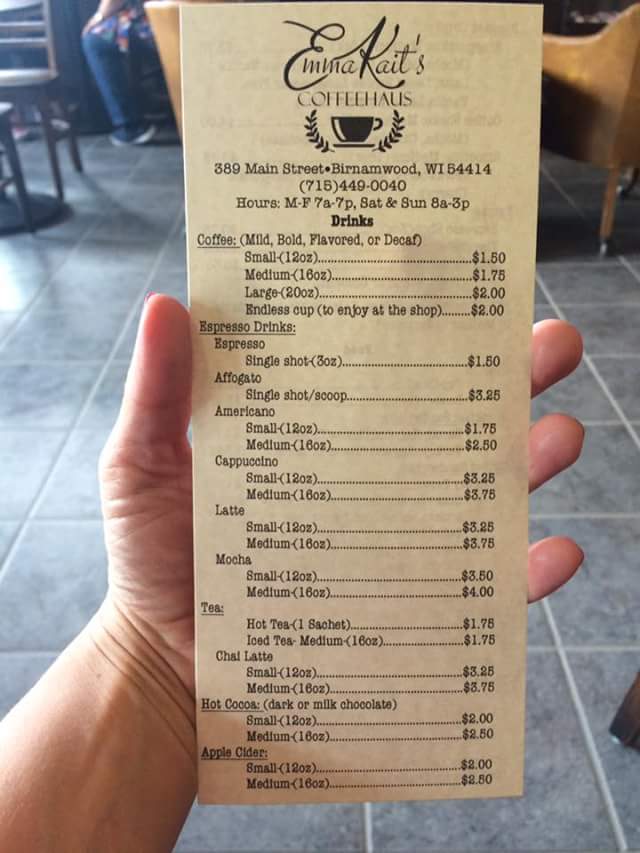 EmmaKait's
COFFEEHAUS
389 Main Street•Birnamwood, WI 54414
(715)449-0040
Hours: M-F 7a-7p, Sat & Sun 8a-3p
Drinks
Coffee: (Mild, Bold, Flavored, or Decaf)
Small-(12oz)..................................$1.50
Medium-(16oz)...............................$1.75
Large-(20oz)..................................$2.00
Endless cup (to enjoy at the shop).......$2.00
Espresso Drinks:
Espresso
Single shot-(3oz)............................$1.50
Affogato
Single shot/scoop...........................$3.25
Americano
Small-(12oz)..................................$1.75
Medium-(16oz)...............................$2.50
Cappuccino
Small-(12oz)..................................$3.25
Medium-(16oz)...............................$3.75
Latte
Small-(12oz)..................................$3.25
Medium-(16oz)...............................$3.75
Mocha
Small-(12oz)..................................$3.50
Medium-(16oz)...............................$4.00
Tea:
Hot Tea-(1 Sachet)..........................$1.75
Iced Tea- Medium-(16oz)..................$1.75
Chai Latte
Small-(12oz)..................................$3.25
Medium-(16oz)...............................$3.75
Hot Cocoa: (dark or milk chocolate)
Small-(12oz)..................................$2.00
Medium-(16oz)...............................$2.50
Apple Cider:
Small-(12oz)..................................$2.00
Medium-(16oz)...............................$2.50